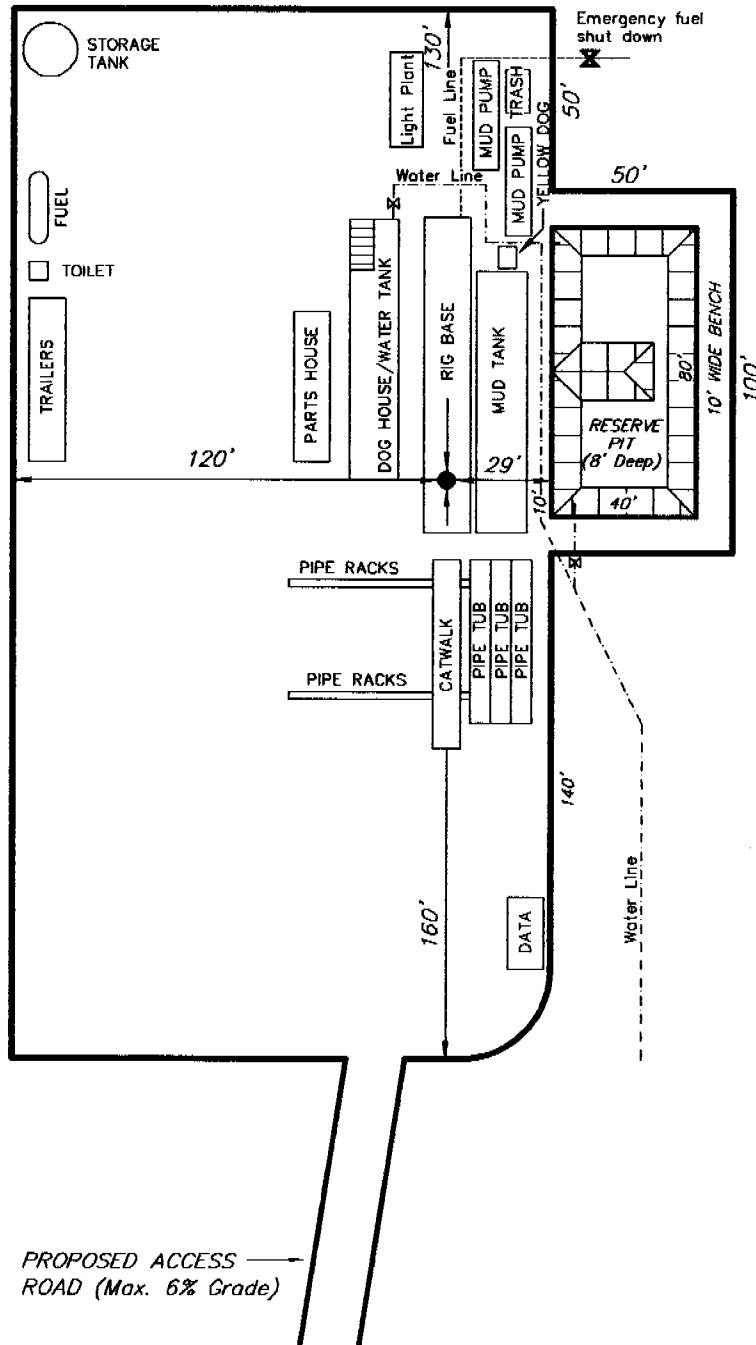 Emergency fuel
shut down
STORAGE
TANK
130'
Light Plant
Fuel Line
MUD PUMP
TRASH
50'
MUD PUMP
YELLOW DOG
Water Line
50'
FUEL
TOILET
TRAILERS
PARTS HOUSE
DOG HOUSE/WATER TANK
RIG BASE
MUD TANK
80'
10' WIDE BENCH
100'
RESERVE
PIT
(8' Deep)
120'
29'
10'
40'
PIPE RACKS
CATWALK
PIPE TUB
PIPE TUB
PIPE TUB
PIPE RACKS
140'
Water Line
160'
DATA
PROPOSED ACCESS
ROAD (Max. 6% Grade)